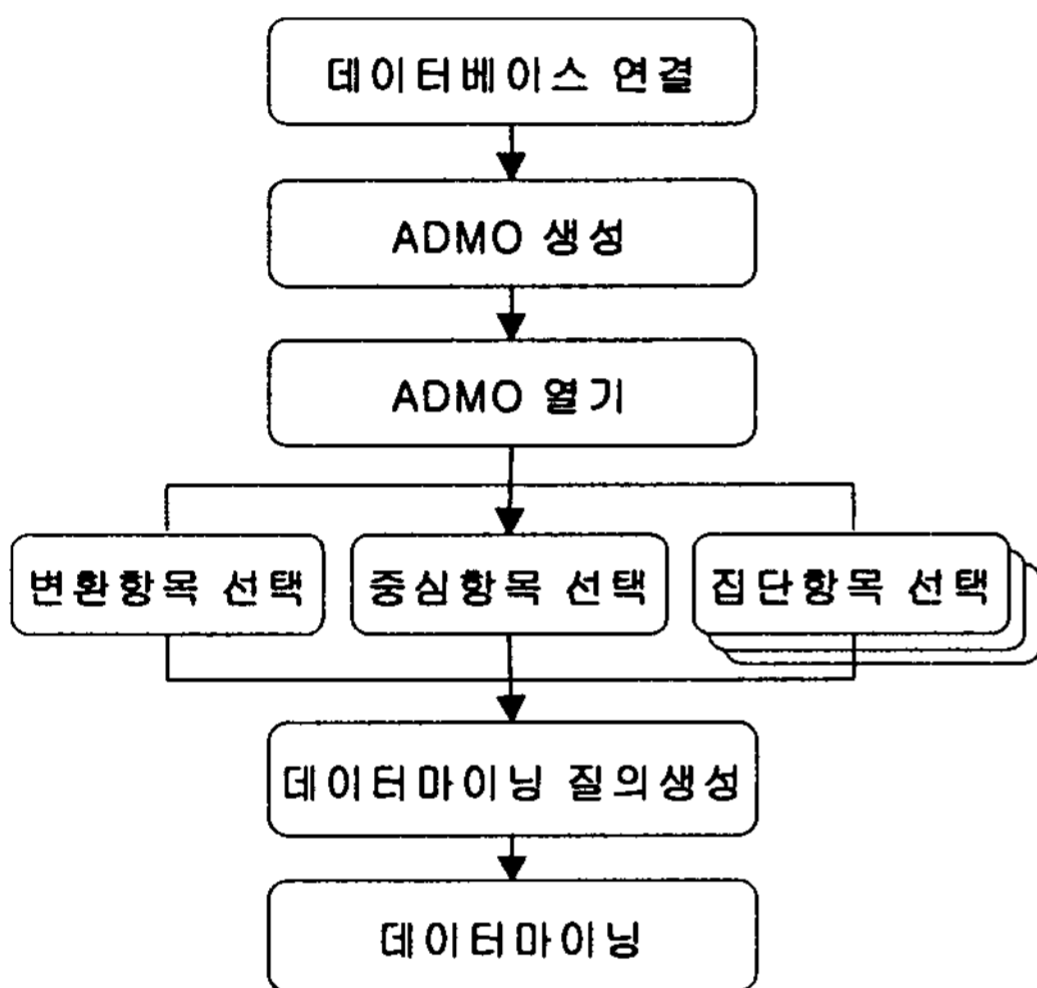 데이터베이스 연결
ADMO 생성
ADMO 열기
변환항목 선택
중심항목 선택
집단항목 선택
데이터마이닝 질의생성
데이터마이닝